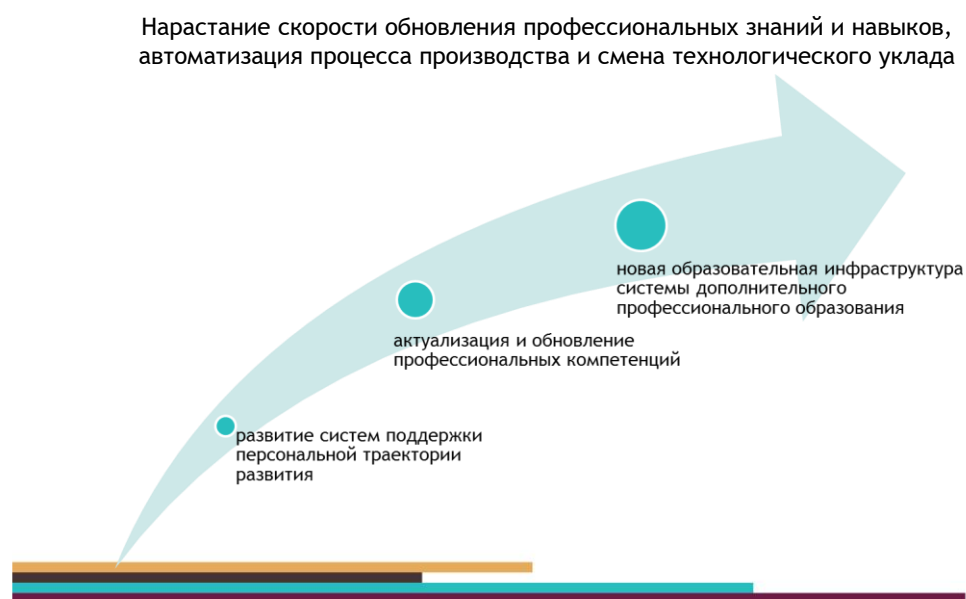 Нарастание скорости обновления профессиональных знаний и навыков,
автоматизация процесса производства и смена технологического уклада
новая образовательная инфраструктура
системы дополнительного
профессионального образования
актуализация и обновление
профессиональных компетенций
развитие систем поддержки
персональной траектории
развития